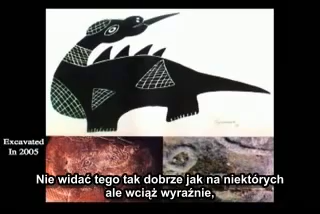 Excavated
In 2005
Nie widać tego tak dobrze jak na niektórych
ale wciąż wyraźnie,